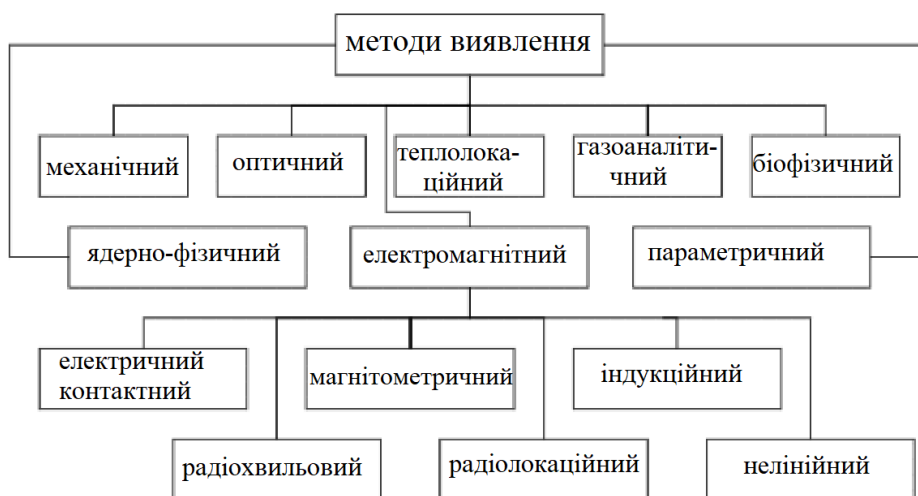 методи виявлення
механічний
оптичний
теплолока-
ційний
газоаналіти-
чний
біофізичний
ядерно-фізичний
електромагнітний
параметричний
електричний
контактний
магнітометричний
індукційний
радіохвильовий
радіолокаційний
нелінійний